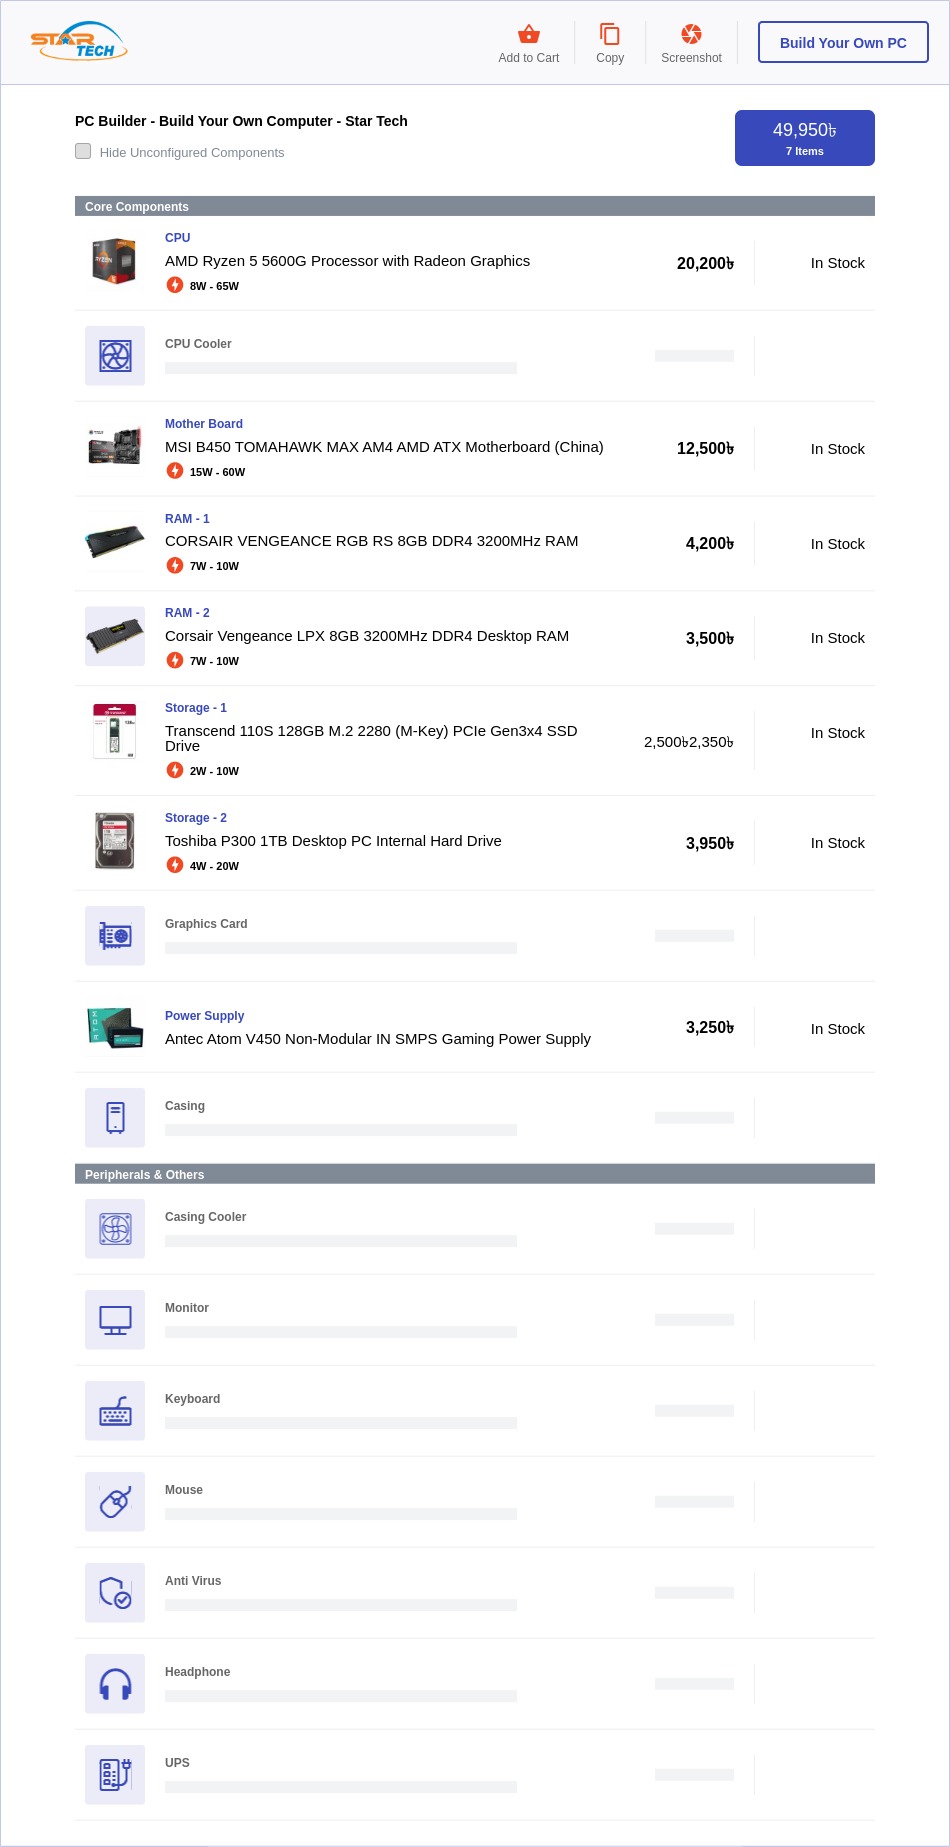 STAR
TECH
Add to Cart
Copy
Screenshot
Build Your Own PC
PC Builder - Build Your Own Computer - Star Tech
49,950৳
7 Items
Hide Unconfigured Components
Core Components
CPU
AMD Ryzen 5 5600G Processor with Radeon Graphics
20,200৳
In Stock
8W - 65W
CPU Cooler
Mother Board
MSI B450 TOMAHAWK MAX AM4 AMD ATX Motherboard (China)
12,500৳
In Stock
15W - 60W
RAM - 1
CORSAIR VENGEANCE RGB RS 8GB DDR4 3200MHz RAM
4,200৳
In Stock
7W - 10W
RAM - 2
Corsair Vengeance LPX 8GB 3200MHz DDR4 Desktop RAM
3,500৳
In Stock
7W - 10W
Storage - 1
Transcend 110S 128GB M.2 2280 (M-Key) PCIe Gen3x4 SSD
Drive
2,500৳2,350৳
In Stock
2W - 10W
Storage - 2
Toshiba P300 1TB Desktop PC Internal Hard Drive
3,950৳
In Stock
4W - 20W
Graphics Card
Power Supply
Antec Atom V450 Non-Modular IN SMPS Gaming Power Supply
3,250৳
In Stock
Casing
Peripherals & Others
Casing Cooler
Monitor
Keyboard
Mouse
Anti Virus
Headphone
UPS